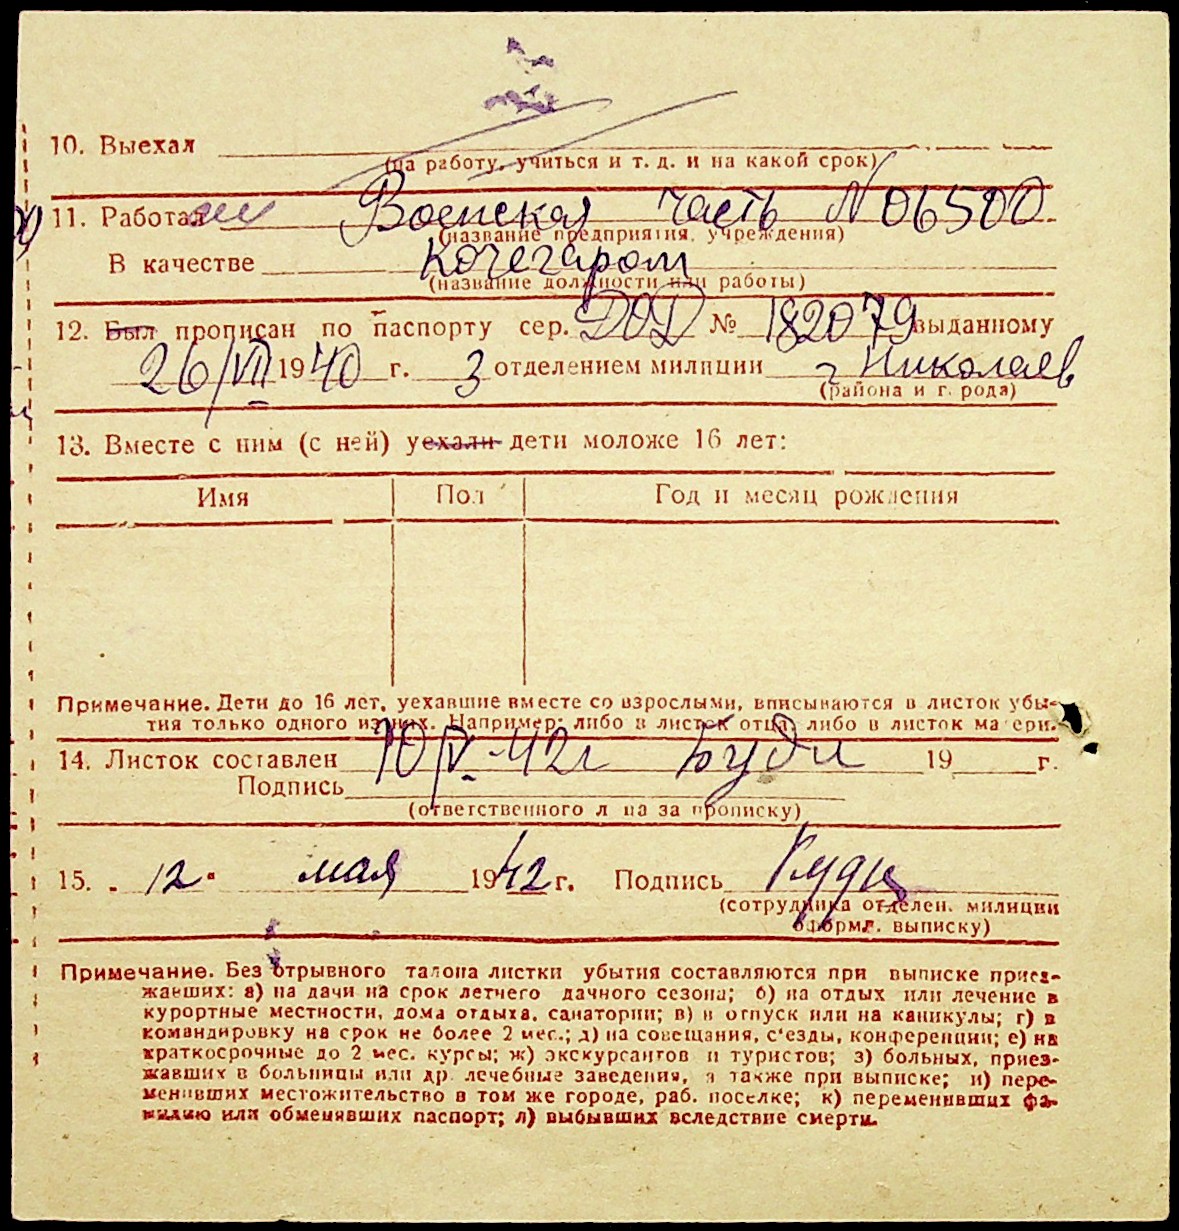 10. Выехал
(на работу, учиться и т. д. и на какой срок)
11. Работал Воинская часть N 06500
(название предприятия, учреждения)
В качестве кочегаром
(название должности или работы)
12. Был прописан по паспорту сер. № 182079 выданному
26/VII 1940 г. 3 отделением милиции г Николаев
(района и города)
13. Вместе с ним (с ней) уехали дети моложе 16 лет:
Имя Пол Год и месяц рождения
Примечание. Дети до 16 лет, уехавшие вместе со взрослыми, вписываются в листок убы-
тия только одного из них. Например: либо в листок отца, либо в листок матери.
14. Листок составлен 10/V-42г 19 г.
Подпись
(ответственного лица за прописку)
15. 12 мая 1942 г. Подпись
(сотрудника отделен. милиции
оформл. выписку)
Примечание. Без отрывного талона листки убытия составляются при выписке приез-
жавших: а) на дачи на срок летнего дачного сезона; б) на отдых или лечение в
курортные местности, дома отдыха, санатории; в) в отпуск или на каникулы; г) в
командировку на срок не более 2 мес.; д) на совещания, с'езды, конференции; е) на
краткосрочные до 2 мес. курсы; ж) экскурсантов и туристов; з) больных, приез-
жавших в больницы или др. лечебные заведения, а также при выписке; и) пере-
менивших местожительство в том же городе, раб. поселке; к) переменивших фа-
милию или обменявших паспорт; л) выбывших вследствие смерти.